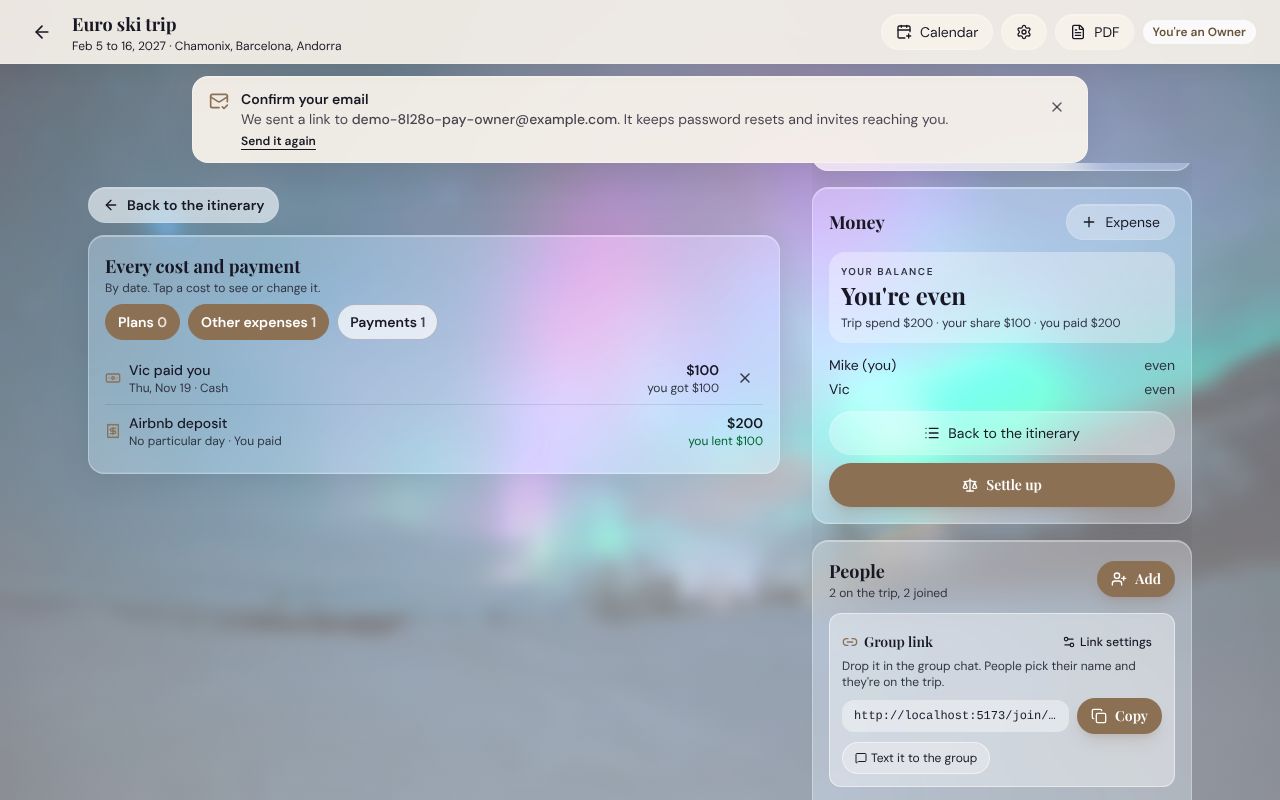 Euro ski trip
Feb 5 to 16, 2027 · Chamonix, Barcelona, Andorra
Calendar
PDF
You're an Owner
Confirm your email
We sent a link to demo-8l28o-pay-owner@example.com. It keeps password resets and invites reaching you.
Send it again
Back to the itinerary
Every cost and payment
By date. Tap a cost to see or change it.
Plans 0
Other expenses 1
Payments 1
Vic paid you
$100
Thu, Nov 19 · Cash
you got $100
Airbnb deposit
$200
No particular day · You paid
you lent $100
Money
Expense
YOUR BALANCE
You're even
Trip spend $200 · your share $100 · you paid $200
Mike (you)
even
Vic
even
Back to the itinerary
Settle up
People
2 on the trip, 2 joined
Add
Group link
Link settings
Drop it in the group chat. People pick their name and
they're on the trip.
http://localhost:5173/join/…
Copy
Text it to the group